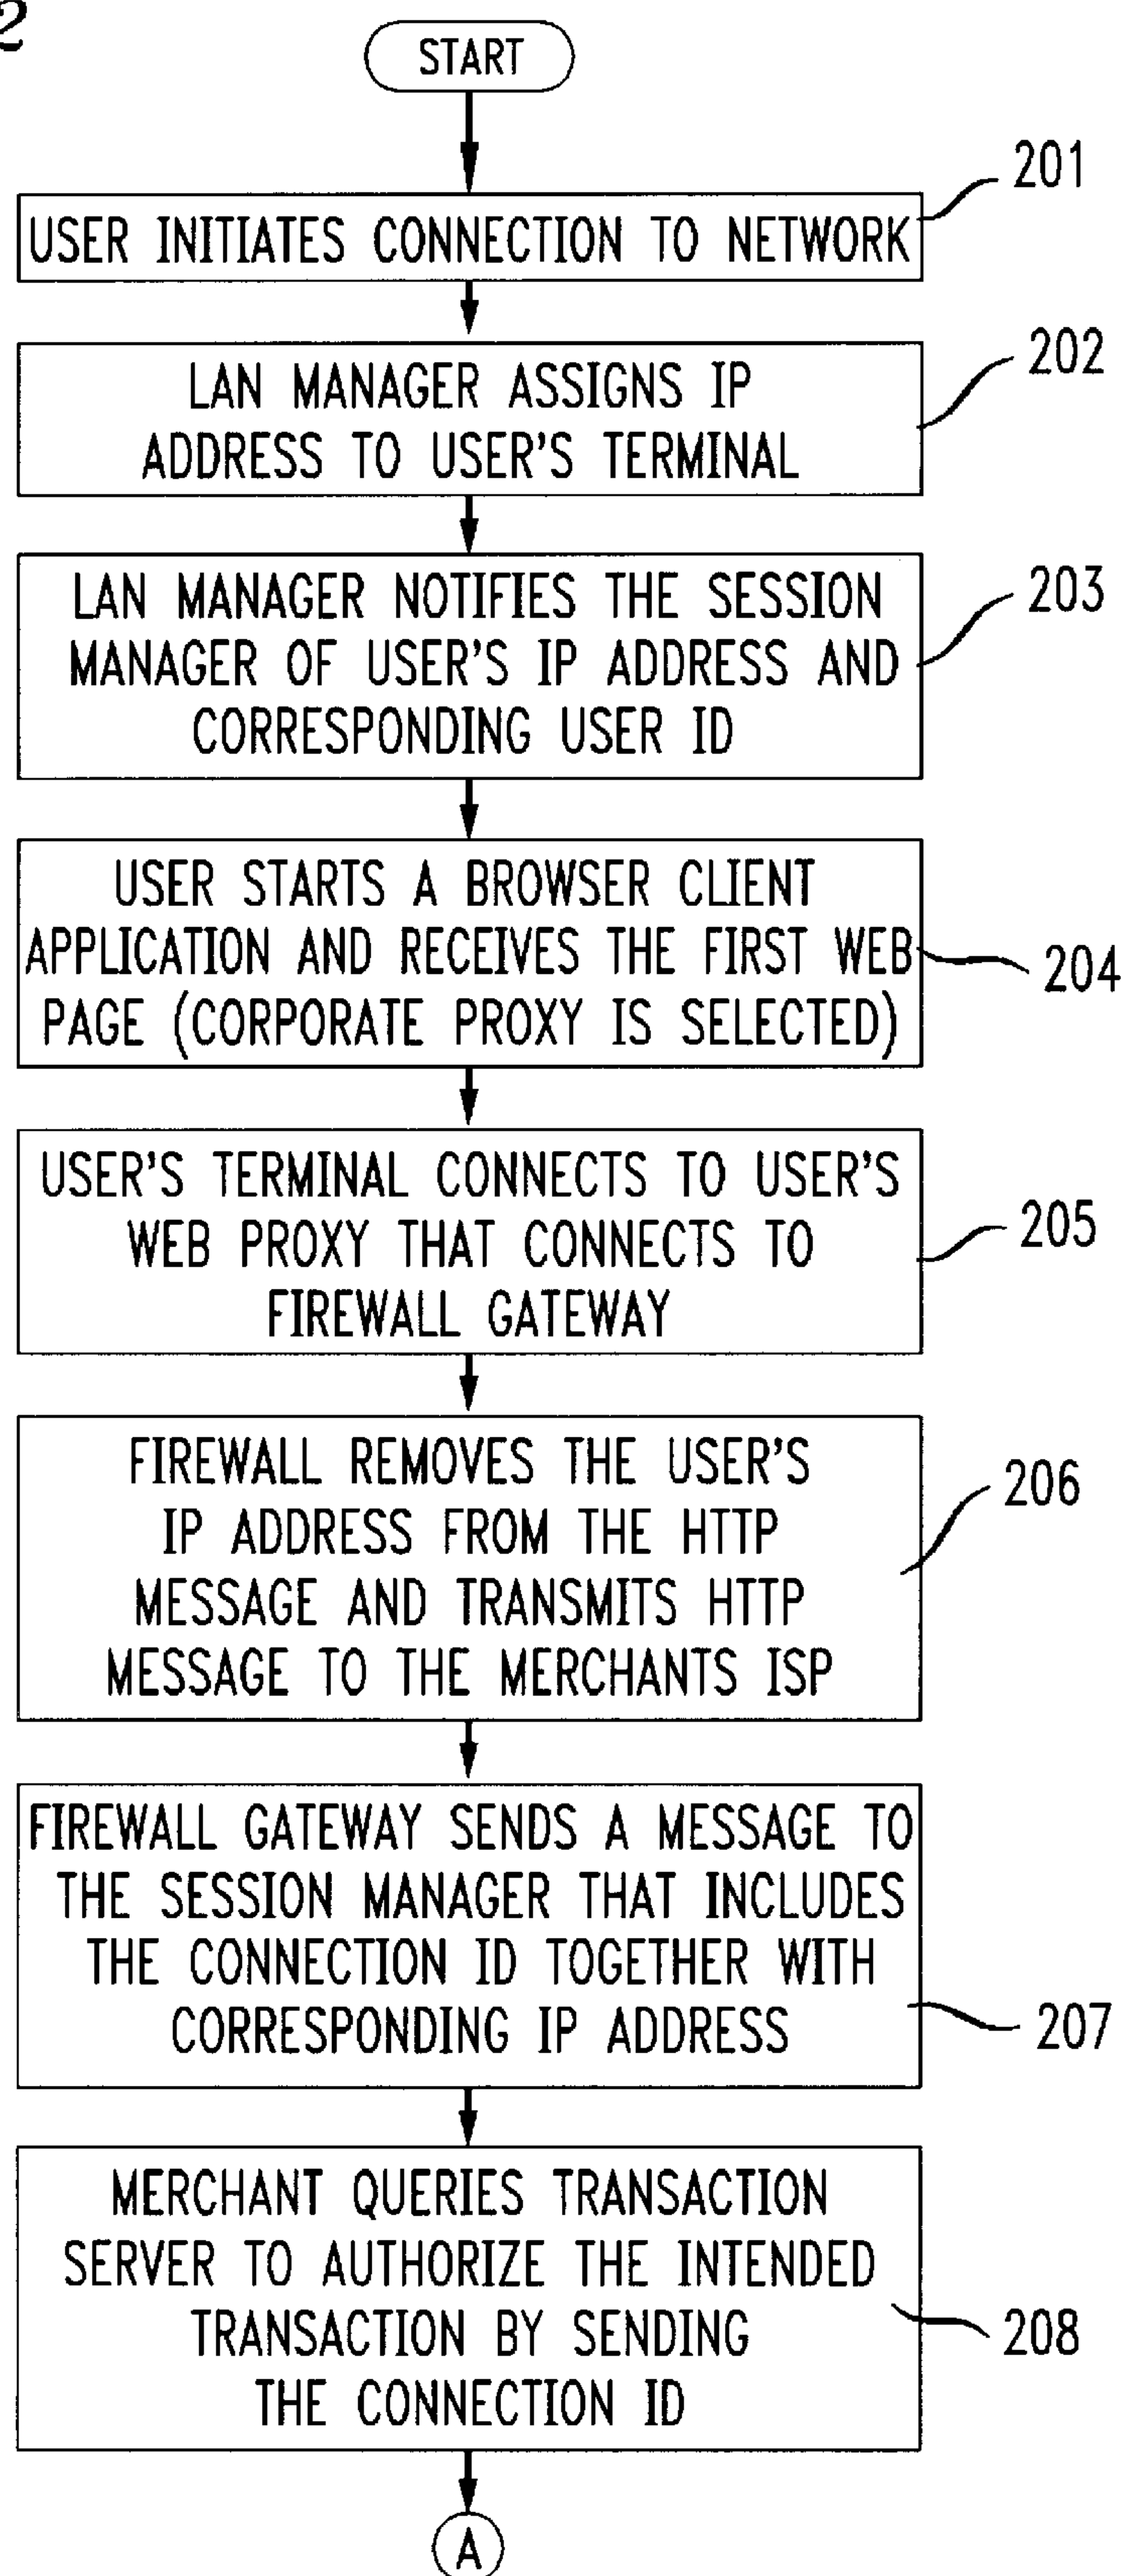 2
START
201
USER INITIATES CONNECTION TO NETWORK
202
LAN MANAGER ASSIGNS IP
ADDRESS TO USER'S TERMINAL
203
LAN MANAGER NOTIFIES THE SESSION
MANAGER OF USER'S IP ADDRESS AND
CORRESPONDING USER ID
USER STARTS A BROWSER CLIENT
APPLICATION AND RECEIVES THE FIRST WEB
PAGE (CORPORATE PROXY IS SELECTED)
204
USER'S TERMINAL CONNECTS TO USER'S
WEB PROXY THAT CONNECTS TO
FIREWALL GATEWAY
205
FIREWALL REMOVES THE USER'S
IP ADDRESS FROM THE HTTP
MESSAGE AND TRANSMITS HTTP
MESSAGE TO THE MERCHANTS ISP
206
FIREWALL GATEWAY SENDS A MESSAGE TO
THE SESSION MANAGER THAT INCLUDES
THE CONNECTION ID TOGETHER WITH
CORRESPONDING IP ADDRESS
207
MERCHANT QUERIES TRANSACTION
SERVER TO AUTHORIZE THE INTENDED
TRANSACTION BY SENDING
THE CONNECTION ID
208
A